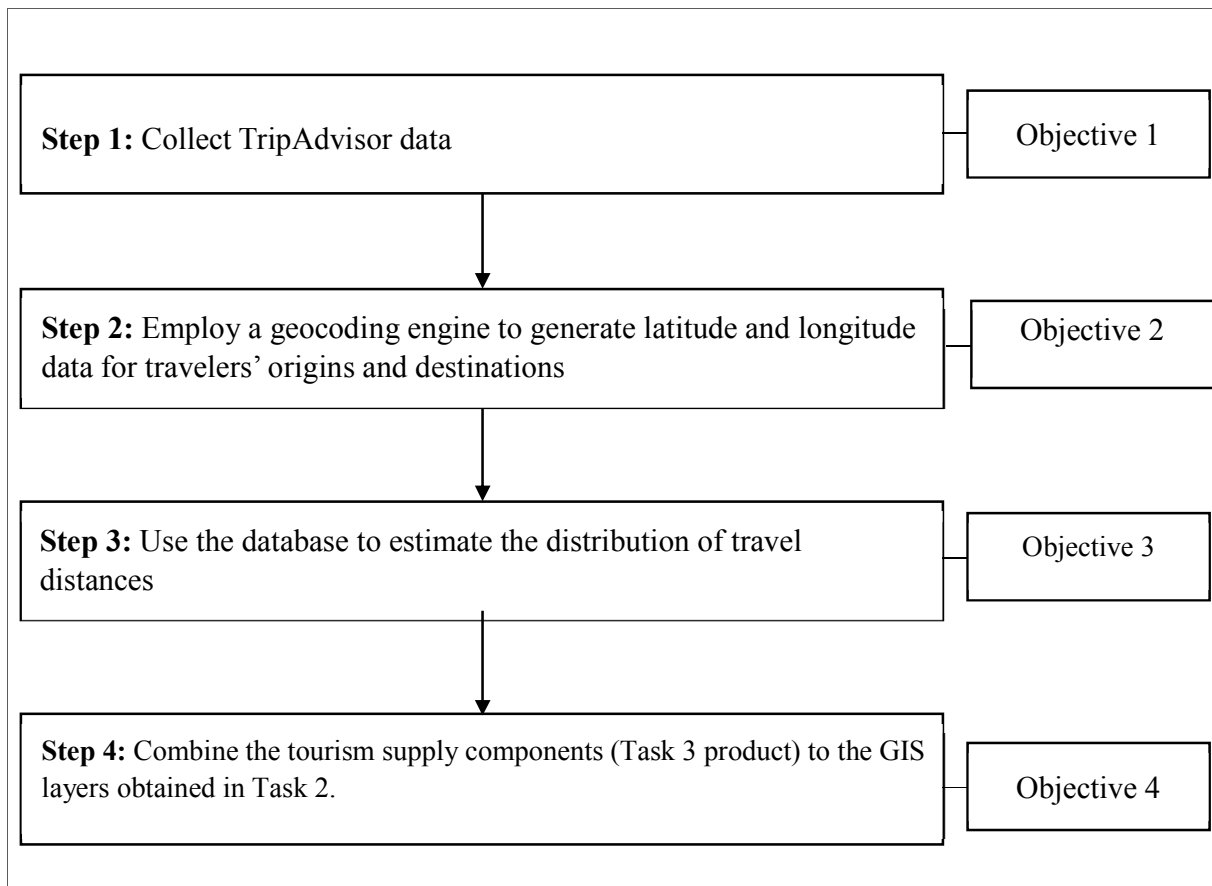 Step 1: Collect TripAdvisor data
Objective 1
Step 2: Employ a geocoding engine to generate latitude and longitude
data for travelers’ origins and destinations
Objective 2
Step 3: Use the database to estimate the distribution of travel
distances
Objective 3
Step 4: Combine the tourism supply components (Task 3 product) to the GIS
layers obtained in Task 2.
Objective 4